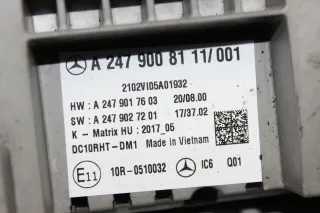 A 247 900 81 11/001
2102VI05A01932
HW : A 247 901 76 03 20/08.00
SW : A 247 902 72 01 17/37.02
K - Matrix HU : 2017_05
DC10RHT-DM1 Made in Vietnam
E11 10R-0510032 IC6 Q01